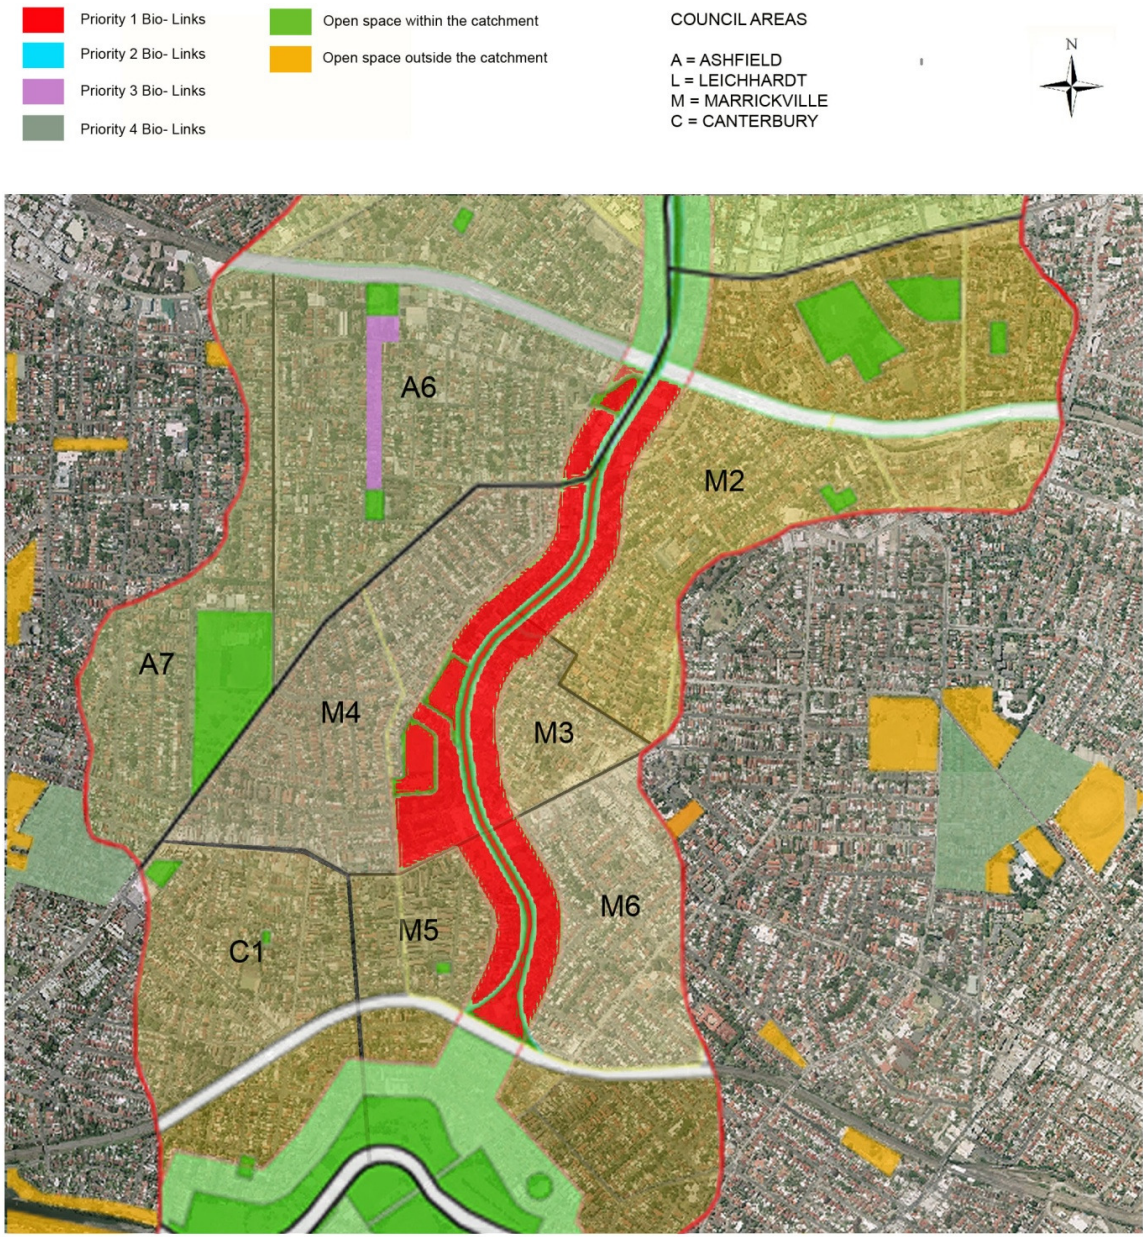 Priority 1 Bio- Links
Priority 2 Bio- Links
Priority 3 Bio- Links
Priority 4 Bio- Links
Open space within the catchment
Open space outside the catchment
COUNCIL AREAS
A = ASHFIELD
L = LEICHHARDT
M = MARRICKVILLE
C = CANTERBURY
N
A6
M2
A7
M4
M3
M6
M5
C1